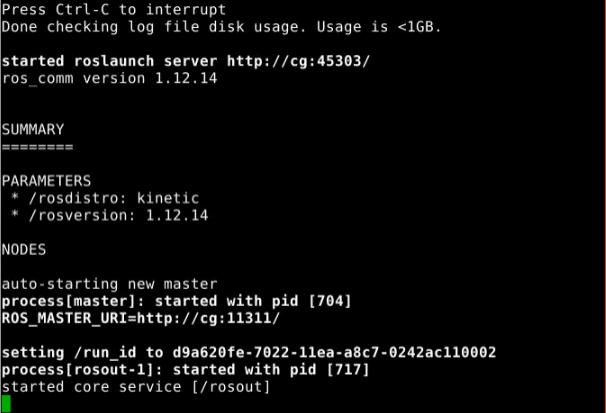 Press Ctrl-C to interrupt
Done checking log file disk usage. Usage is <1GB.
started roslaunch server http://cg:45303/
ros_comm version 1.12.14
SUMMARY
========
PARAMETERS
* /rosdistro: kinetic
* /rosversion: 1.12.14
NODES
auto-starting new master
process[master]: started with pid [704]
ROS_MASTER_URI=http://cg:11311/
setting /run_id to d9a620fe-7022-11ea-a8c7-0242ac110002
process[rosout-1]: started with pid [717]
started core service [/rosout]